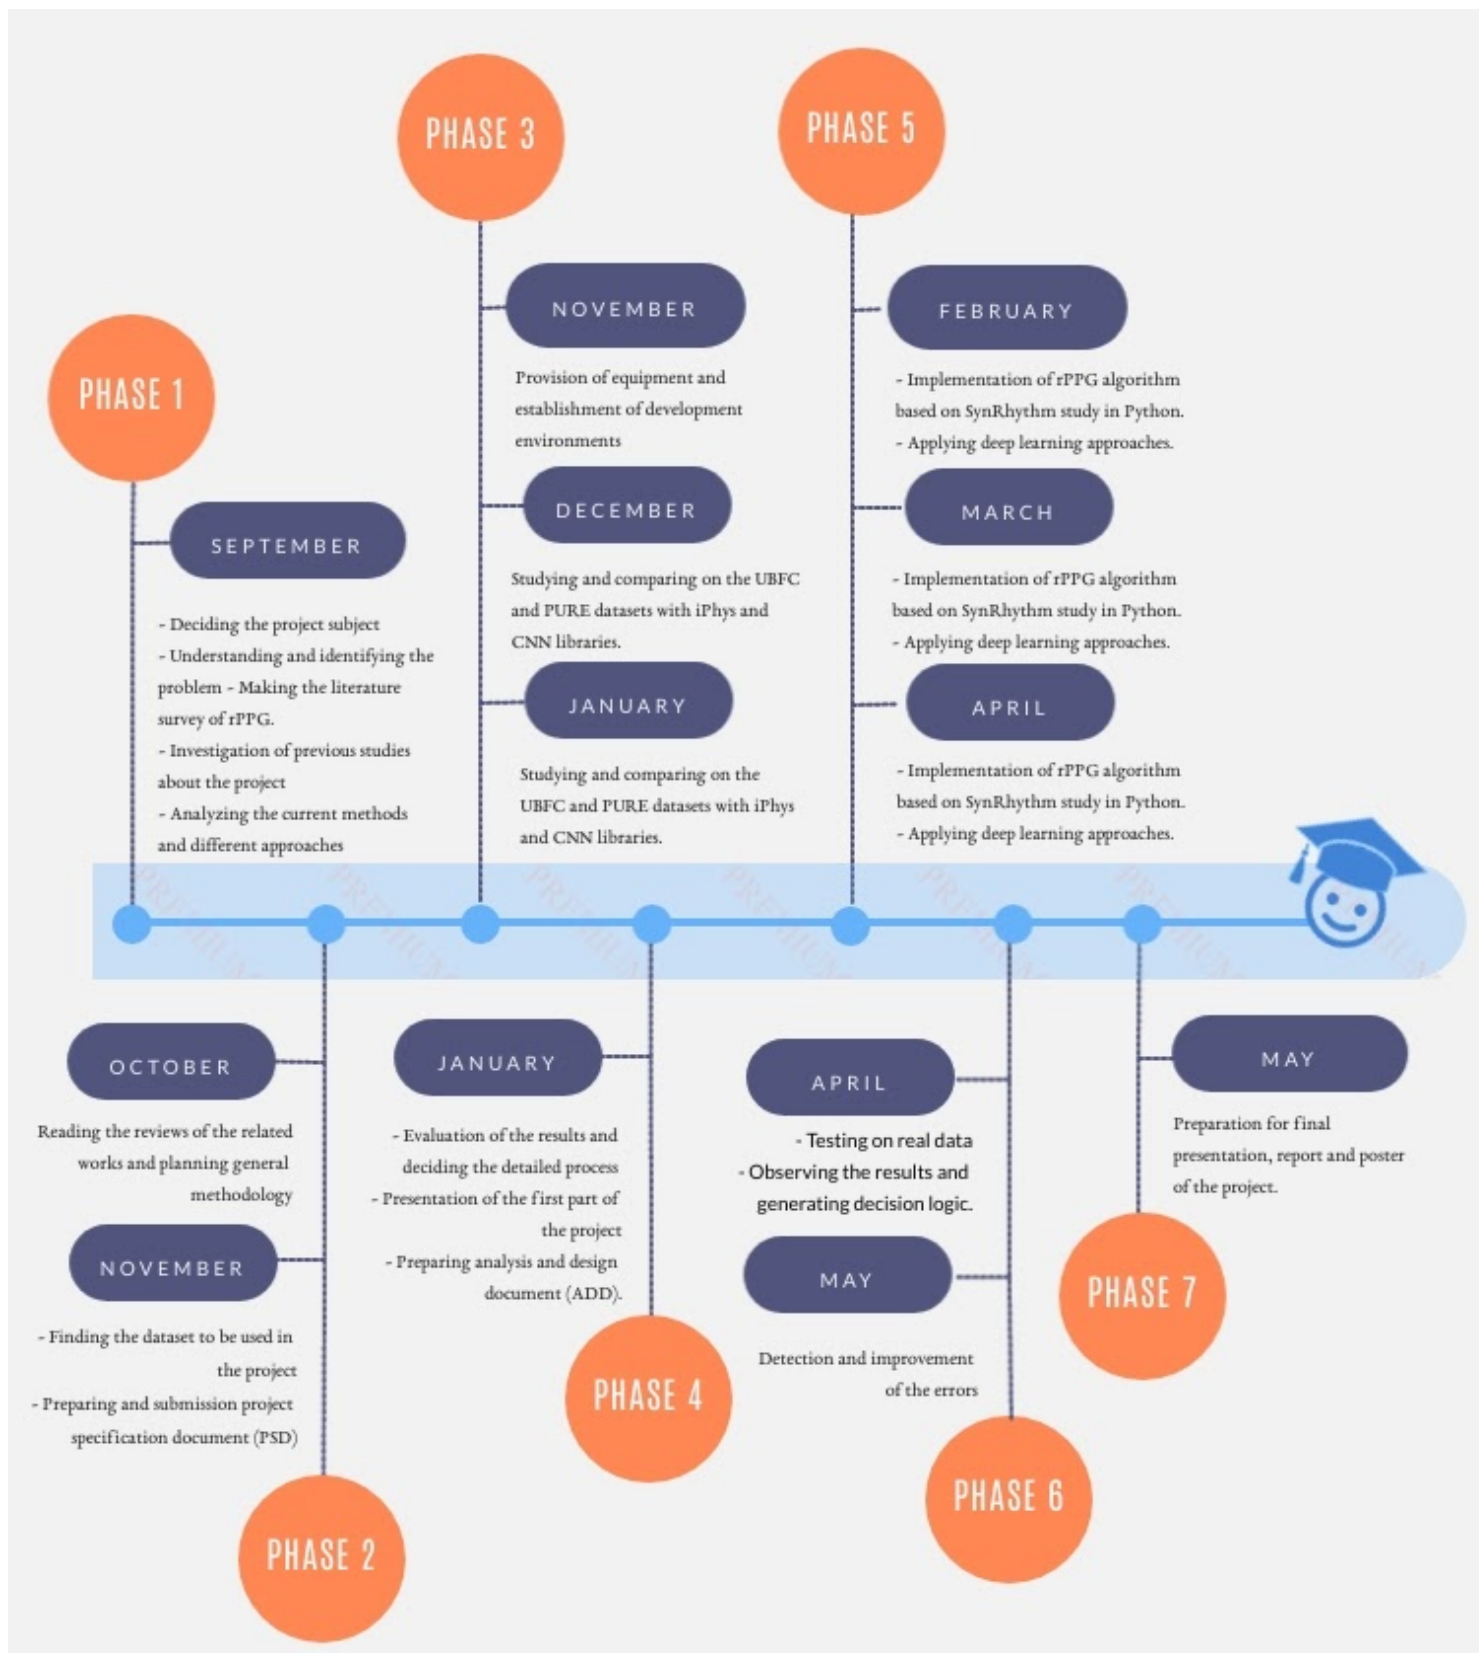 PHASE 1
SEPTEMBER
- Deciding the project subject
- Understanding and identifying the
problem - Making the literature
survey of rPPG.
- Investigation of previous studies
about the project
- Analyzing the current methods
and different approaches
PHASE 3
NOVEMBER
Provision of equipment and
establishment of development
environments
DECEMBER
Studying and comparing on the UBFC
and PURE datasets with iPhys and
CNN libraries.
JANUARY
Studying and comparing on the
UBFC and PURE datasets with iPhys
and CNN libraries.
PHASE 5
FEBRUARY
- Implementation of rPPG algorithm
based on SynRhythm study in Python.
- Applying deep learning approaches.
MARCH
- Implementation of rPPG algorithm
based on SynRhythm study in Python.
- Applying deep learning approaches.
APRIL
- Implementation of rPPG algorithm
based on SynRhythm study in Python.
- Applying deep learning approaches.
PREMIUM
PREMIUM
PREMIUM
PREMIUM
PREMIUM
PREMIUM
PREMIUM
OCTOBER
Reading the reviews of the related
works and planning general
methodology
NOVEMBER
- Finding the dataset to be used in
the project
- Preparing and submission project
specification document (PSD)
PHASE 2
JANUARY
- Evaluation of the results and
deciding the detailed process
- Presentation of the first part of
the project
- Preparing analysis and design
document (ADD).
PHASE 4
APRIL
- Testing on real data
- Observing the results and
generating decision logic.
MAY
Detection and improvement
of the errors
PHASE 6
MAY
Preparation for final
presentation, report and poster
of the project.
PHASE 7